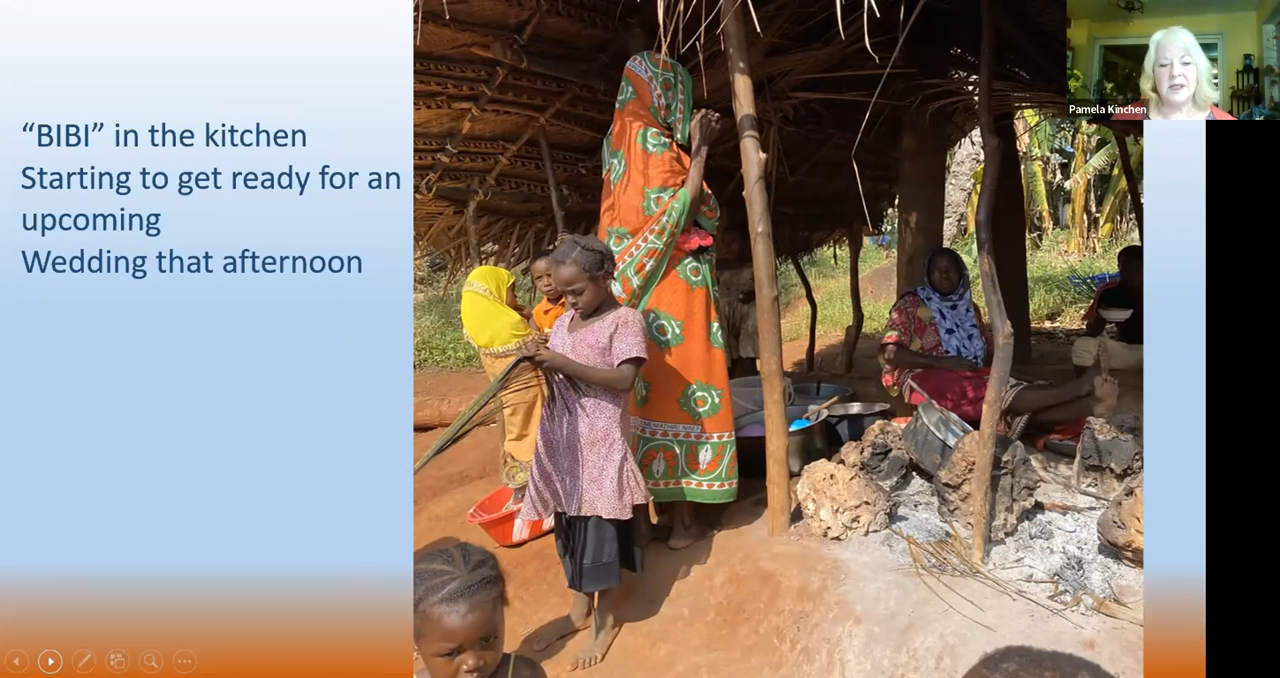 “BIBI” in the kitchen
Starting to get ready for an
upcoming
Wedding that afternoon
Pamela Kinchen